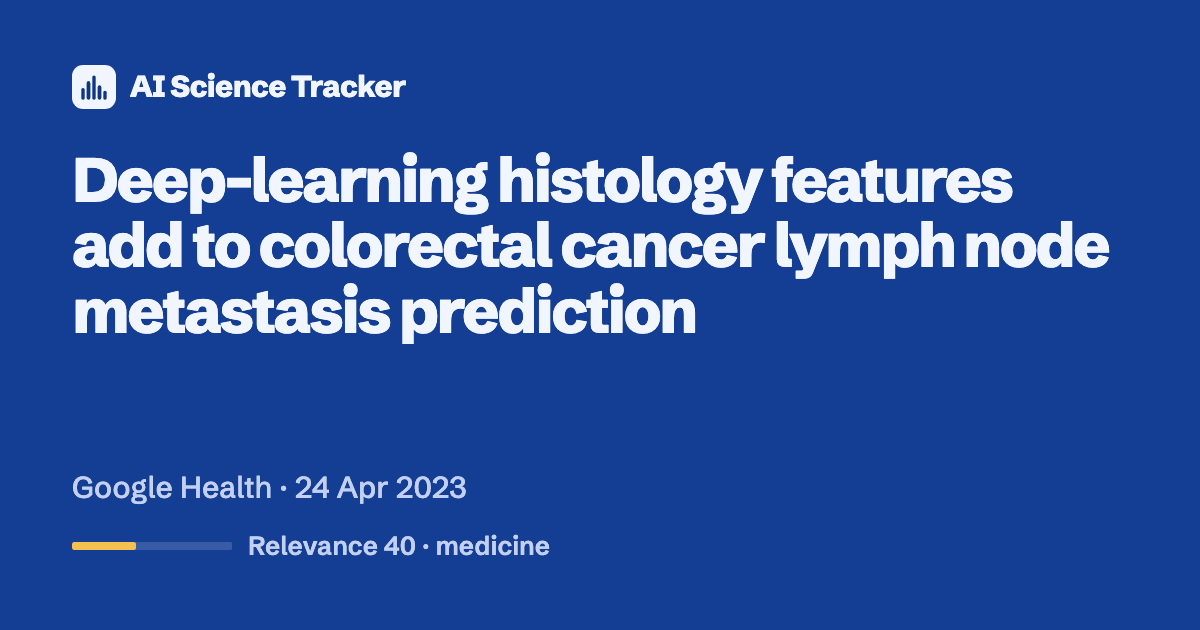 AI Science Tracker
Deep-learning histology features
add to colorectal cancer lymph node
metastasis prediction
Google Health · 24 Apr 2023
Relevance 40 · medicine